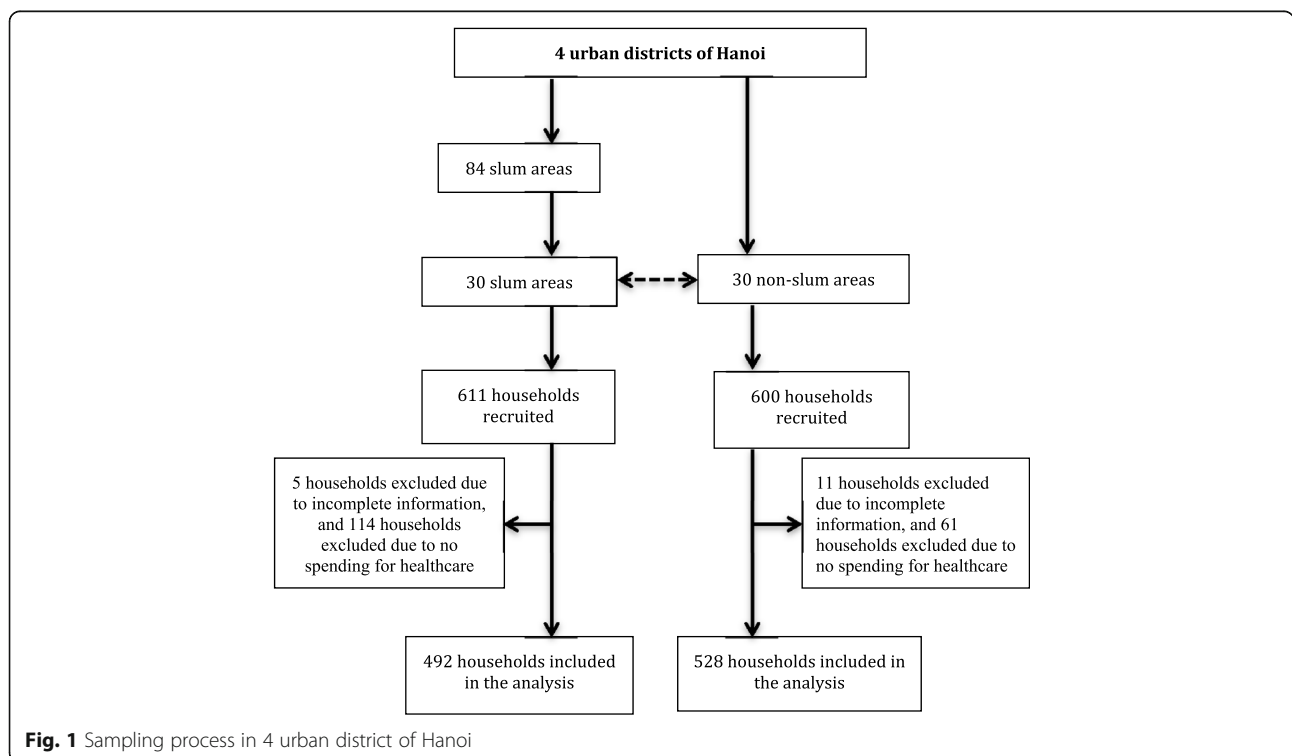 4 urban districts of Hanoi
84 slum areas
30 slum areas
30 non-slum areas
611 households
recruited
600 households
recruited
5 households excluded due
to incomplete information,
and 114 households
excluded due to no
spending for healthcare
11 households excluded
due to incomplete
information, and 61
households excluded due to
no spending for healthcare
492 households included
in the analysis
528 households included in
the analysis
Fig. 1 Sampling process in 4 urban district of Hanoi